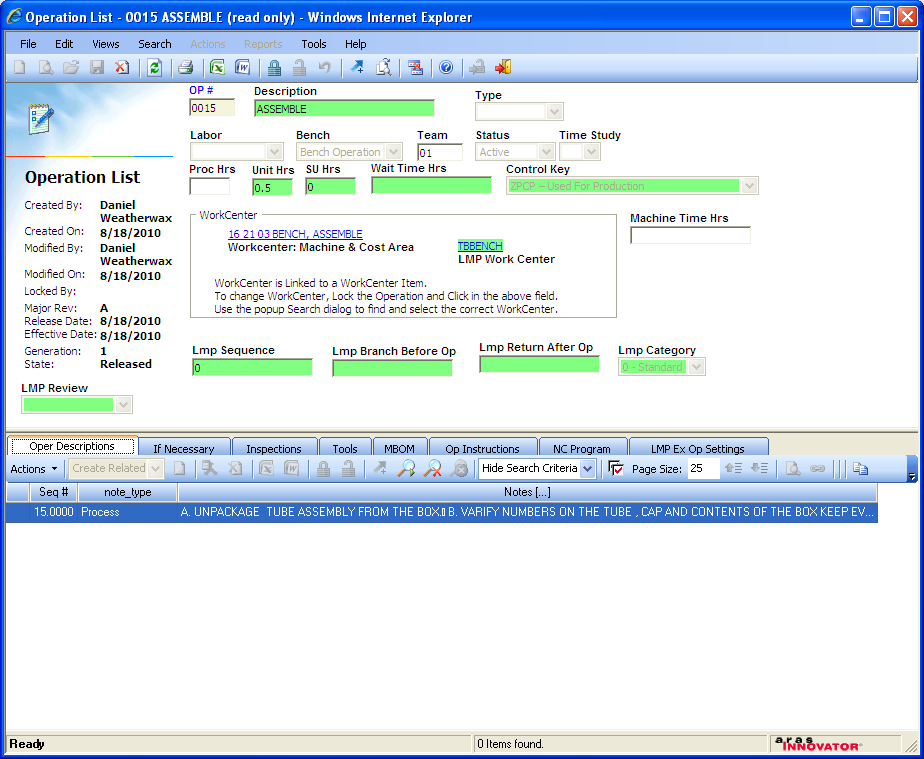 Operation List - 0015 ASSEMBLE (read only) - Windows Internet Explorer
File Edit Views Search Actions Reports Tools Help
OP # Description Type
0015 ASSEMBLE
Labor Bench Team Status Time Study
Bench Operation 01 Active
Proc Hrs Unit Hrs SU Hrs Wait Time Hrs Control Key
0.5 0 ZPCP -- Used For Production
Operation List
Created By: Daniel
Weatherwax
Created On: 8/18/2010
Modified By: Daniel
Weatherwax
Modified On: 8/18/2010
Locked By:
Major Rev: A
Release Date: 8/18/2010
Effective Date: 8/18/2010
Generation: 1
State: Released
LMP Review
WorkCenter
16 21 03 BENCH, ASSEMBLE
Workcenter: Machine & Cost Area
TBBENCH
LMP Work Center
WorkCenter is Linked to a WorkCenter Item.
To change WorkCenter, Lock the Operation and Click in the above field.
Use the popup Search dialog to find and select the correct WorkCenter.
Machine Time Hrs
Lmp Sequence Lmp Branch Before Op Lmp Return After Op Lmp Category
0 0 - Standard
Oper Descriptions If Necessary Inspections Tools MBOM Op Instructions NC Program LMP Ex Op Settings
Actions Create Related Hide Search Criteria Page Size: 25
Seq # note_type Notes [...]
15.0000 Process A. UNPACKAGE TUBE ASSEMBLY FROM THE BOX.▯ B. VARIFY NUMBERS ON THE TUBE , CAP AND CONTENTS OF THE BOX KEEP EV...
Ready 0 Items found. aras INNOVATOR